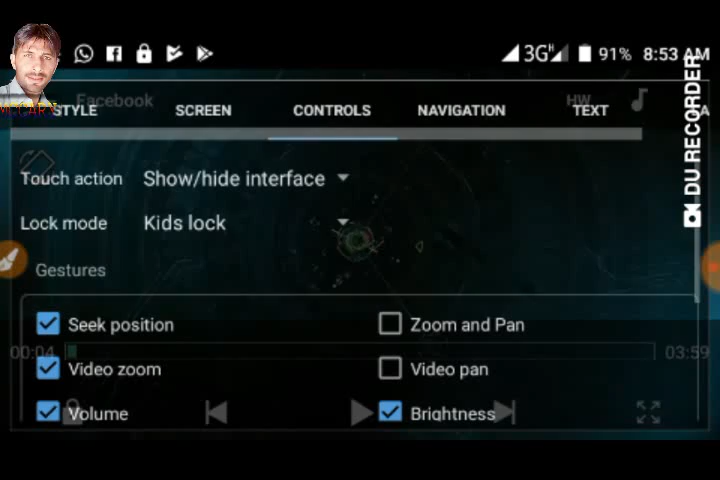 3G H 91% 8:53 AM
Facebook
HW
STYLE SCREEN CONTROLS NAVIGATION TEXT
Touch action Show/hide interface
Lock mode Kids lock
Gestures
Seek position Zoom and Pan
00:04 03:59
Video zoom Video pan
Volume Brightness
DU RECORDER